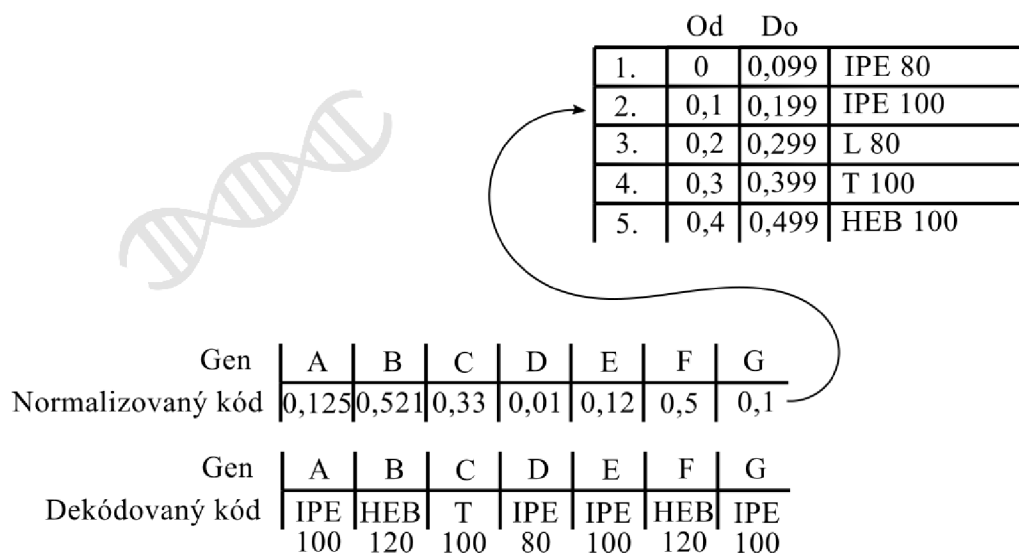 Od Do
1. 0 0,099 IPE 80
2. 0,1 0,199 IPE 100
3. 0,2 0,299 L 80
4. 0,3 0,399 T 100
5. 0,4 0,499 HEB 100
Gen A B C D E F G
Normalizovaný kód 0,125 0,521 0,33 0,01 0,12 0,5 0,1
Gen A B C D E F G
Dekódovaný kód IPE HEB T IPE IPE HEB IPE
100 120 100 80 100 120 100